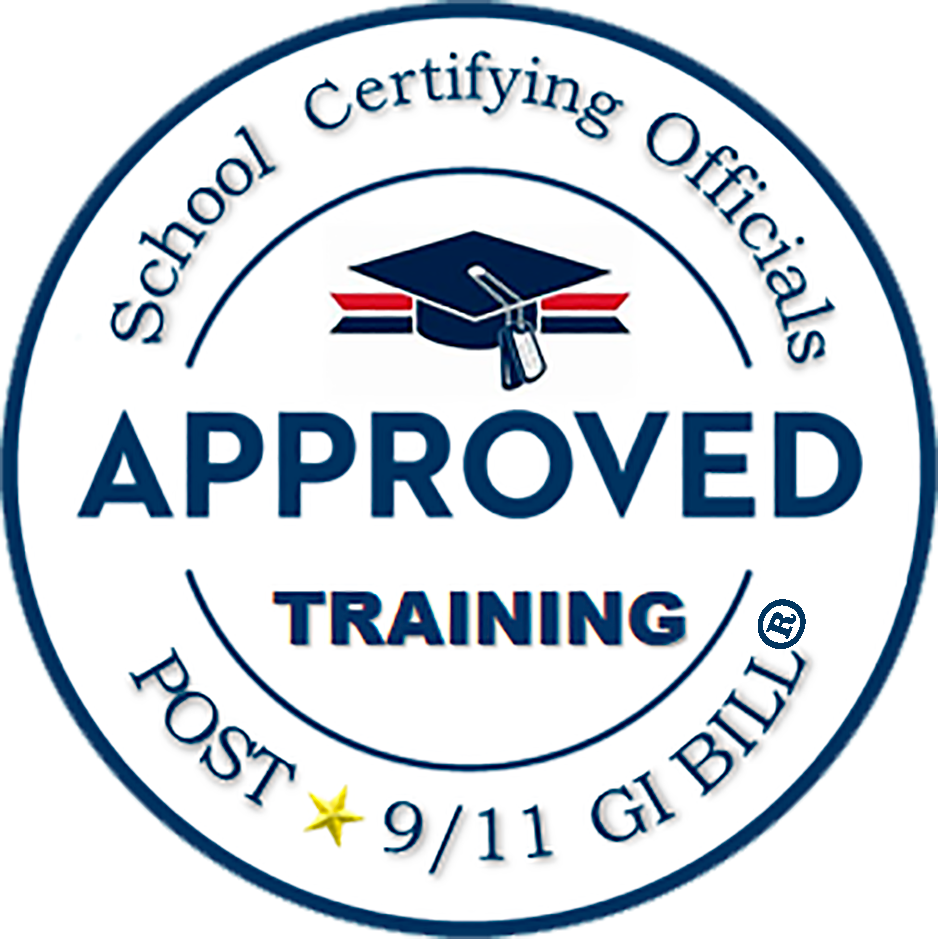 School Certifying Officials
APPROVED
TRAINING
POST 9/11 GI BILL®